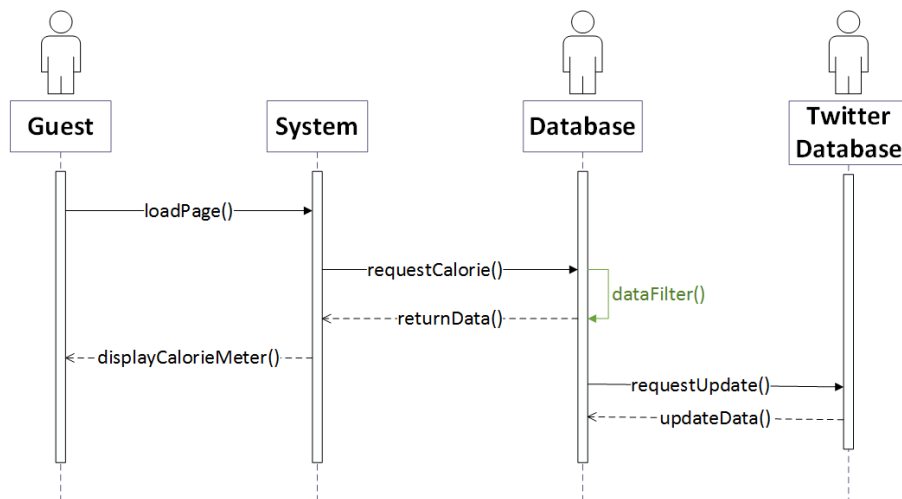 Guest
System
Database
Twitter
Database
loadPage()
requestCalorie()
dataFilter()
returnData()
displayCalorieMeter()
requestUpdate()
updateData()